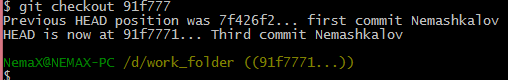 $ git checkout 91f777
Previous HEAD position was 7f426f2... first commit Nemashkalov
HEAD is now at 91f7771... Third commit Nemashkalov
NemaX@NEMAX-PC /d/work_folder ((91f7771...))
$